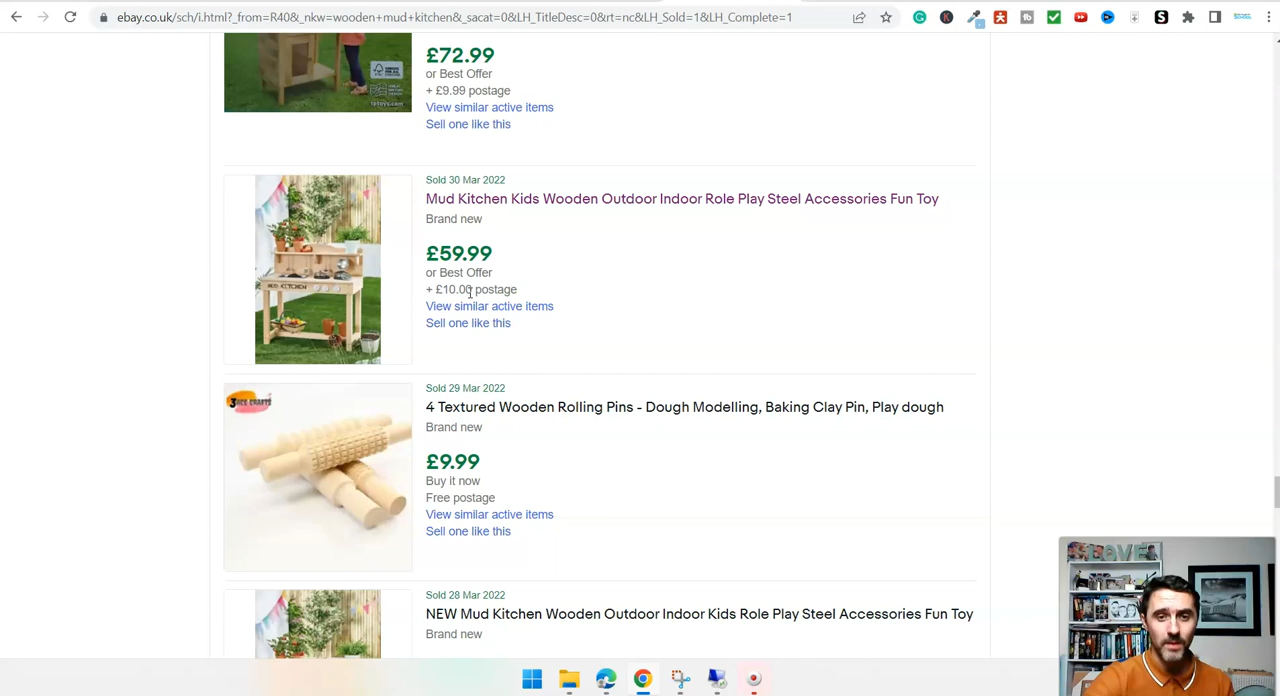 ebay.co.uk/sch/i.html?_from=R40&_nkw=wooden+mud+kitchen&_sacat=0&LH_TitleDesc=0&rt=nc&LH_Sold=1&LH_Complete=1
£72.99
or Best Offer
+ £9.99 postage
View similar active items
Sell one like this
Sold 30 Mar 2022
Mud Kitchen Kids Wooden Outdoor Indoor Role Play Steel Accessories Fun Toy
Brand new
£59.99
or Best Offer
+ £10.00 postage
View similar active items
Sell one like this
MUD KITCHEN
Sold 29 Mar 2022
3ACE CRAFTS
4 Textured Wooden Rolling Pins - Dough Modelling, Baking Clay Pin, Play dough
Brand new
£9.99
Buy it now
Free postage
View similar active items
Sell one like this
LOVE
Sold 28 Mar 2022
NEW Mud Kitchen Wooden Outdoor Indoor Kids Role Play Steel Accessories Fun Toy
Brand new